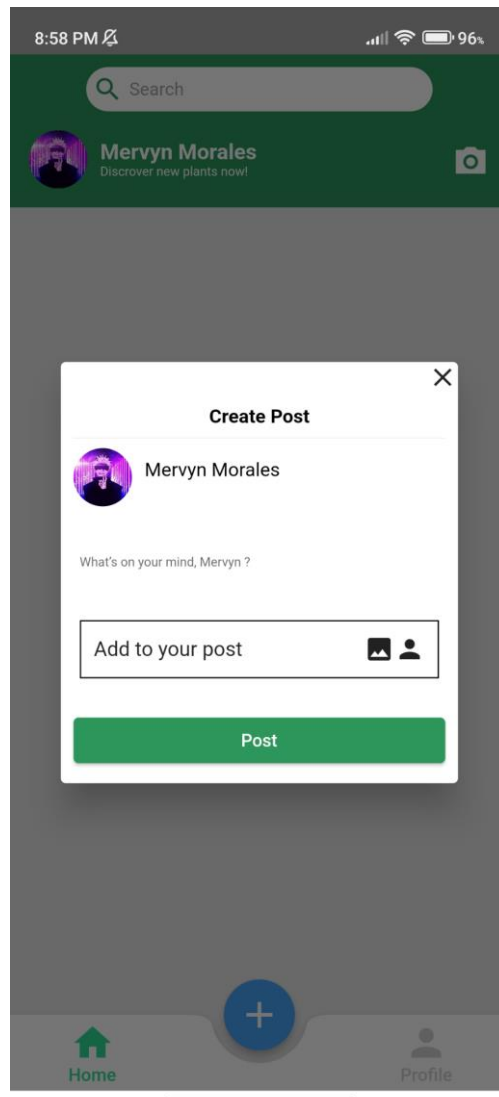 8:58 PM
96%
Search
Mervyn Morales
Discrover new plants now!
Create Post
Mervyn Morales
What's on your mind, Mervyn ?
Add to your post
Post
Home
Profile